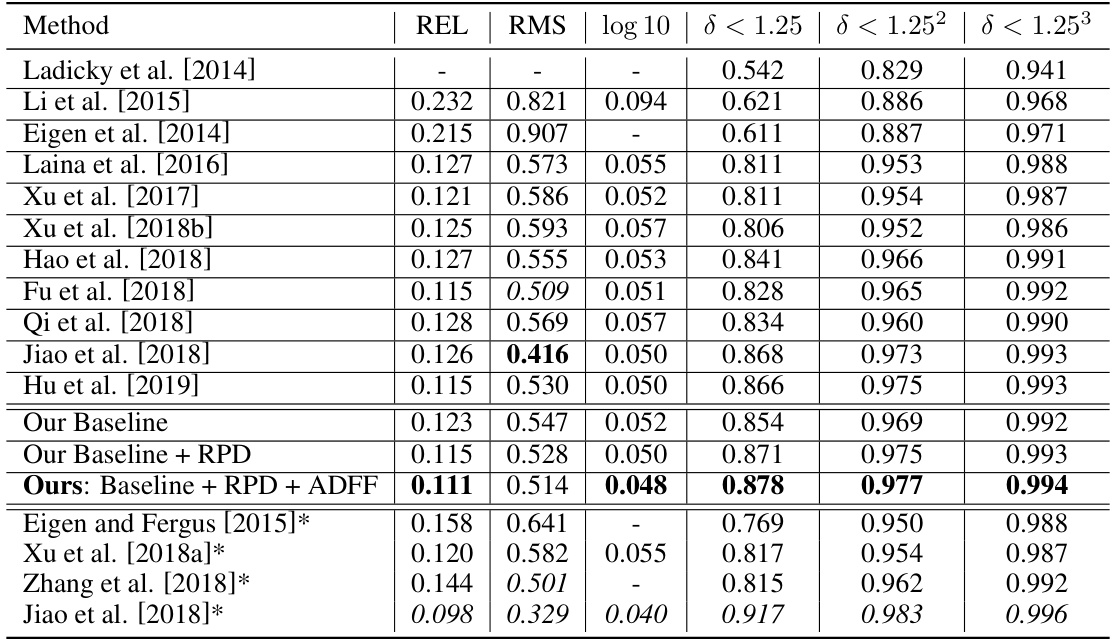 Method REL RMS log 10 δ < 1.25 δ < 1.25² δ < 1.25³
Ladicky et al. [2014] - - - 0.542 0.829 0.941
Li et al. [2015] 0.232 0.821 0.094 0.621 0.886 0.968
Eigen et al. [2014] 0.215 0.907 - 0.611 0.887 0.971
Laina et al. [2016] 0.127 0.573 0.055 0.811 0.953 0.988
Xu et al. [2017] 0.121 0.586 0.052 0.811 0.954 0.987
Xu et al. [2018b] 0.125 0.593 0.057 0.806 0.952 0.986
Hao et al. [2018] 0.127 0.555 0.053 0.841 0.966 0.991
Fu et al. [2018] 0.115 0.509 0.051 0.828 0.965 0.992
Qi et al. [2018] 0.128 0.569 0.057 0.834 0.960 0.990
Jiao et al. [2018] 0.126 0.416 0.050 0.868 0.973 0.993
Hu et al. [2019] 0.115 0.530 0.050 0.866 0.975 0.993
Our Baseline 0.123 0.547 0.052 0.854 0.969 0.992
Our Baseline + RPD 0.115 0.528 0.050 0.871 0.975 0.993
Ours: Baseline + RPD + ADFF 0.111 0.514 0.048 0.878 0.977 0.994
Eigen and Fergus [2015]* 0.158 0.641 - 0.769 0.950 0.988
Xu et al. [2018a]* 0.120 0.582 0.055 0.817 0.954 0.987
Zhang et al. [2018]* 0.144 0.501 - 0.815 0.962 0.992
Jiao et al. [2018]* 0.098 0.329 0.040 0.917 0.983 0.996